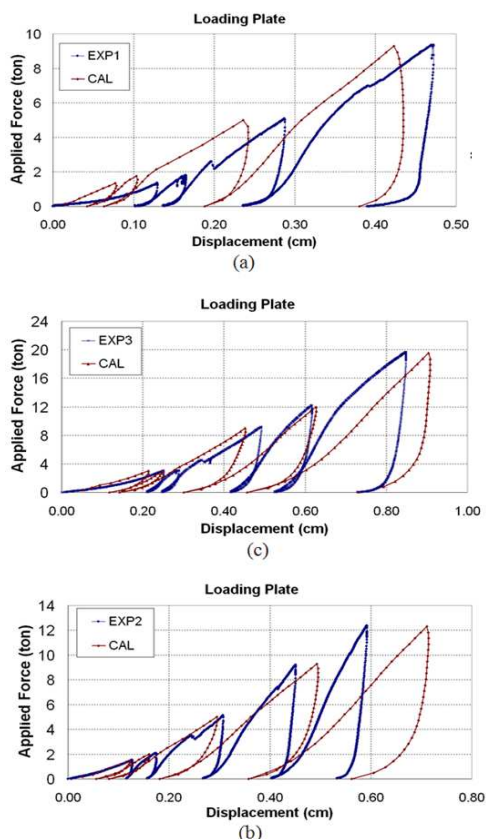 Loading Plate
Applied Force (ton)
10
8
6
4
2
0
EXP1
CAL
0.00 0.10 0.20 0.30 0.40 0.50
Displacement (cm)
(a)
Loading Plate
Applied Force (ton)
24
20
16
12
8
4
0
EXP3
CAL
0.00 0.20 0.40 0.60 0.80 1.00
Displacement (cm)
(c)
Loading Plate
Applied Force (ton)
14
12
10
8
6
4
2
0
EXP2
CAL
0.00 0.20 0.40 0.60 0.80
Displacement (cm)
(b)